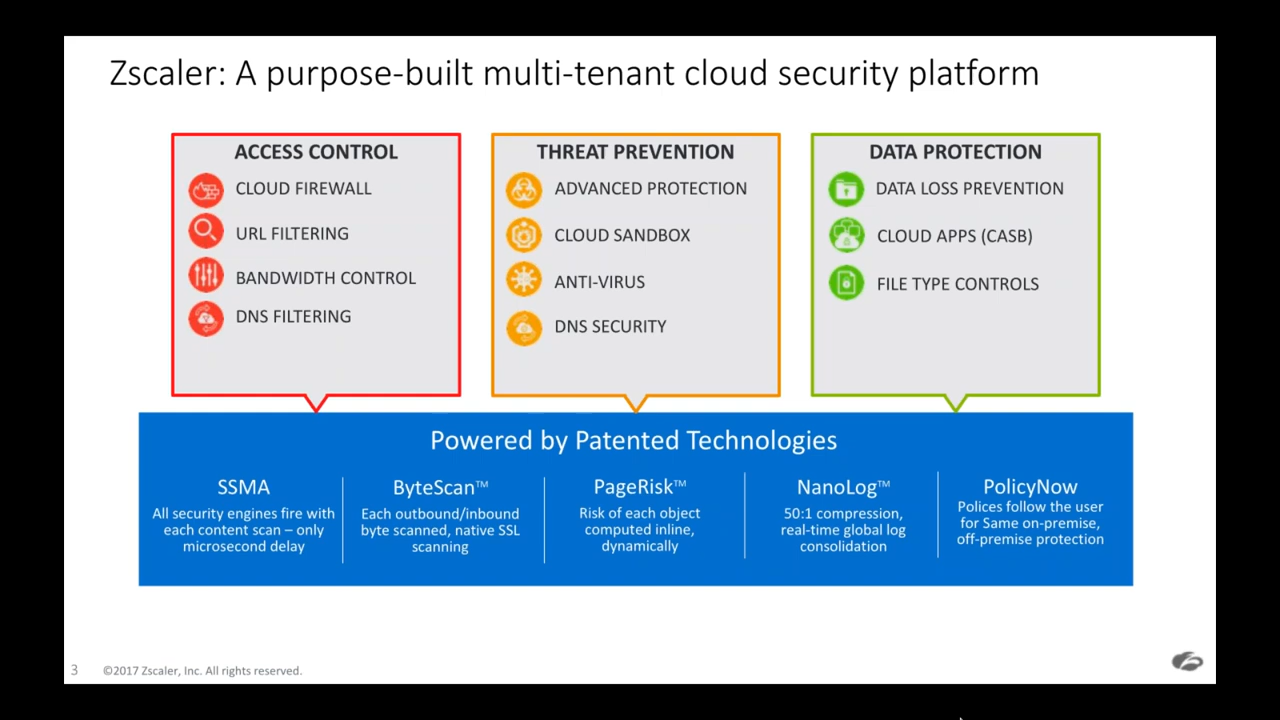 Zscaler: A purpose-built multi-tenant cloud security platform
ACCESS CONTROL
CLOUD FIREWALL
URL FILTERING
BANDWIDTH CONTROL
DNS FILTERING
THREAT PREVENTION
ADVANCED PROTECTION
CLOUD SANDBOX
ANTI-VIRUS
DNS SECURITY
DATA PROTECTION
DATA LOSS PREVENTION
CLOUD APPS (CASB)
FILE TYPE CONTROLS
Powered by Patented Technologies
SSMA
All security engines fire with
each content scan – only
microsecond delay
ByteScan™
Each outbound/inbound
byte scanned, native SSL
scanning
PageRisk™
Risk of each object
computed inline,
dynamically
NanoLog™
50:1 compression,
real-time global log
consolidation
PolicyNow
Polices follow the user
for Same on-premise,
off-premise protection
3 ©2017 Zscaler, Inc. All rights reserved.